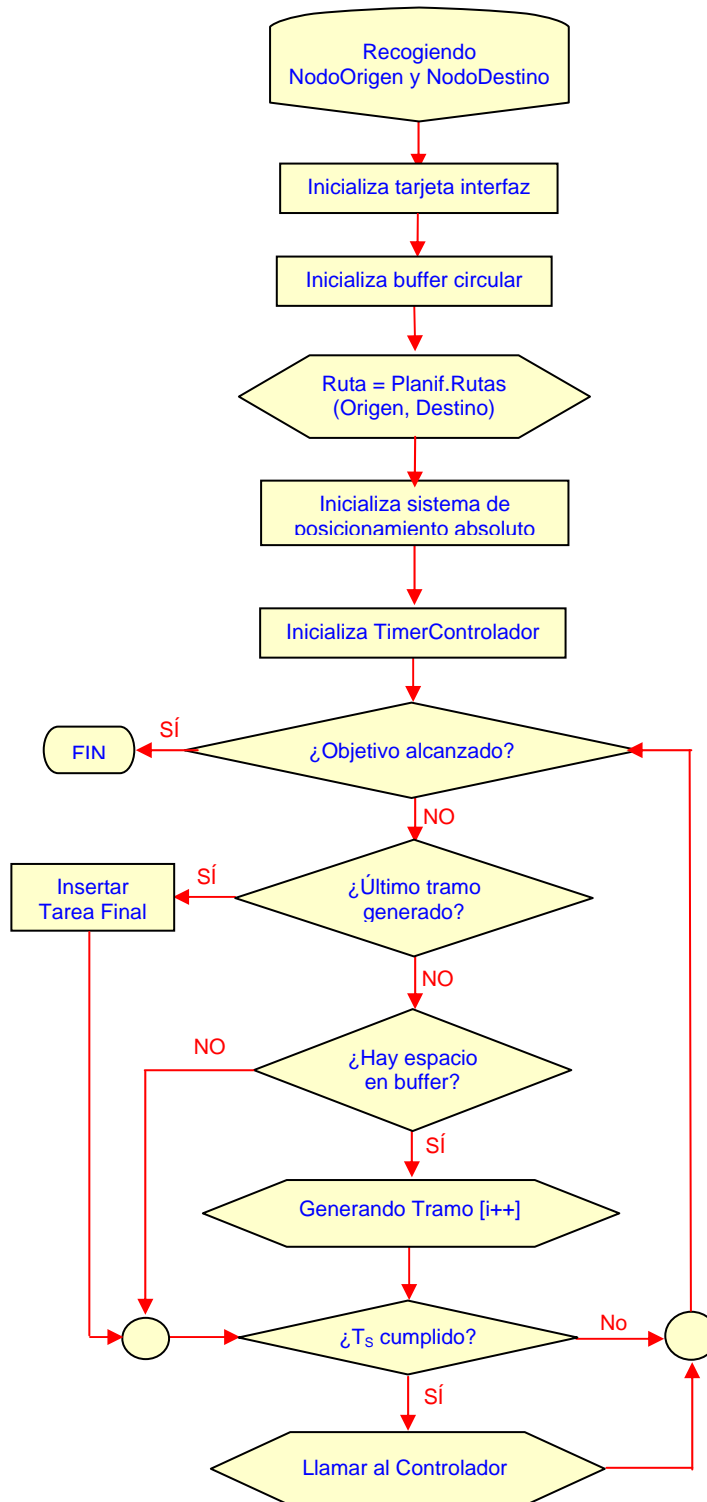 Recogiendo
NodoOrigen y NodoDestino
Inicializa tarjeta interfaz
Inicializa buffer circular
Ruta = Planif.Rutas
(Origen, Destino)
Inicializa sistema de
posicionamiento absoluto
Inicializa TimerControlador
¿Objetivo alcanzado?
SÍ
FIN
NO
¿Último tramo
generado?
SÍ
Insertar
Tarea Final
NO
¿Hay espacio
en buffer?
NO
SÍ
Generando Tramo [i++]
¿TS cumplido?
No
SÍ
Llamar al Controlador